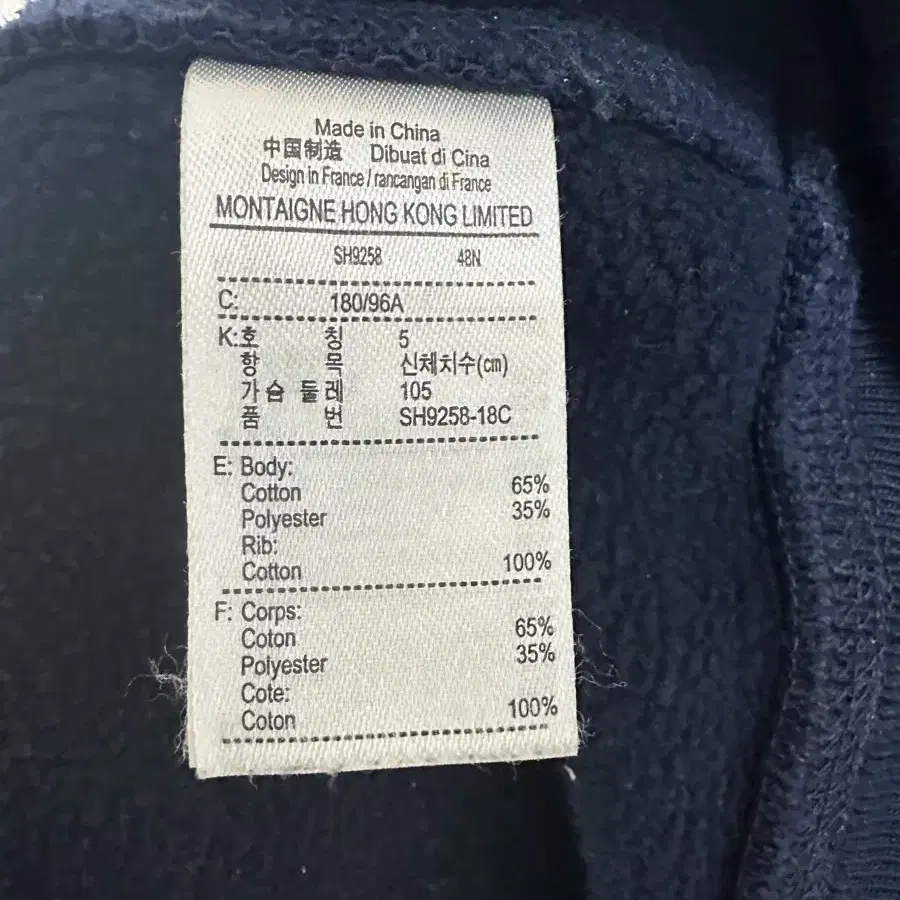 Made in China
中国制造 Dibuat di Cina
Design in France / rancangan di France
MONTAIGNE HONG KONG LIMITED
SH9258 48N
C: 180/96A
K:호 칭 5
항 목 신체치수(cm)
가슴 둘레 105
품 번 SH9258-18C
E: Body:
Cotton 65%
Polyester 35%
Rib:
Cotton 100%
F: Corps:
Coton 65%
Polyester 35%
Cote:
Coton 100%